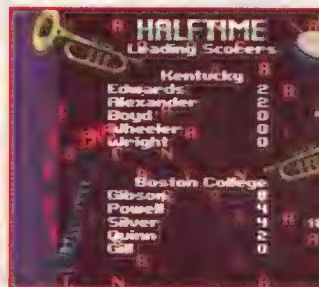 HALFTIME
Leading Scorers
Kentucky
Edwards 2
Alexander 2
Boyd 0
Wheeler 0
Wright 0
Boston College
Gibson 8
Powell 4
Silver 4
Quinn 2
Gill 0